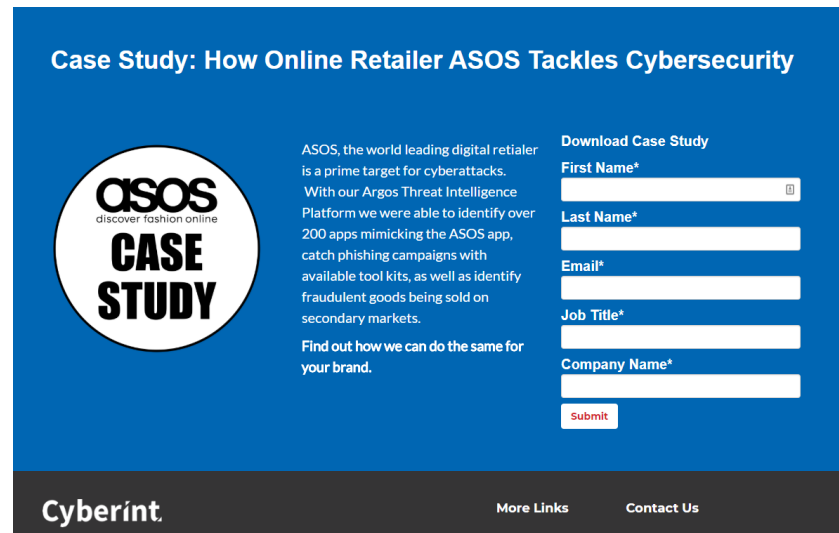 Case Study: How Online Retailer ASOS Tackles Cybersecurity
asos
discover fashion online
CASE
STUDY
ASOS, the world leading digital retialer
is a prime target for cyberattacks.
With our Argos Threat Intelligence
Platform we were able to identify over
200 apps mimicking the ASOS app,
catch phishing campaigns with
available tool kits, as well as identify
fraudulent goods being sold on
secondary markets.
Find out how we can do the same for
your brand.
Download Case Study
First Name*
Last Name*
Email*
Job Title*
Company Name*
Submit
Cyberint.
More Links
Contact Us